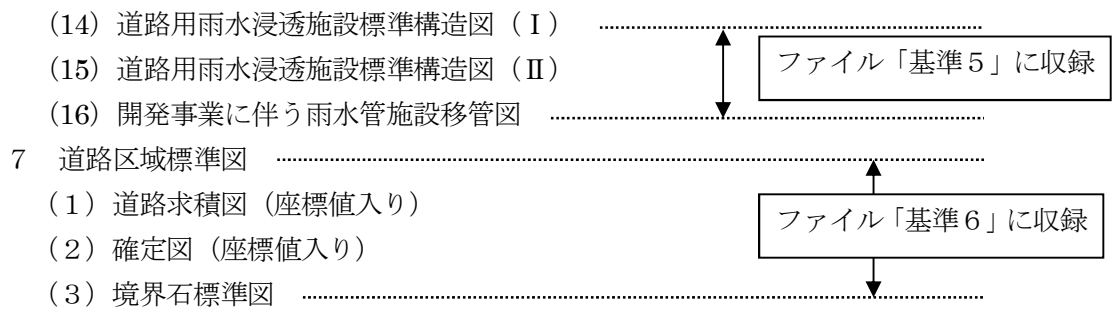 (14) 道路用雨水浸透施設標準構造図(Ⅰ)
(15) 道路用雨水浸透施設標準構造図(Ⅱ)
ファイル「基準５」に収録
(16) 開発事業に伴う雨水管施設移管図
７ 道路区域標準図
(１) 道路求積図(座標値入り)
ファイル「基準６」に収録
(２) 確定図(座標値入り)
(３) 境界石標準図